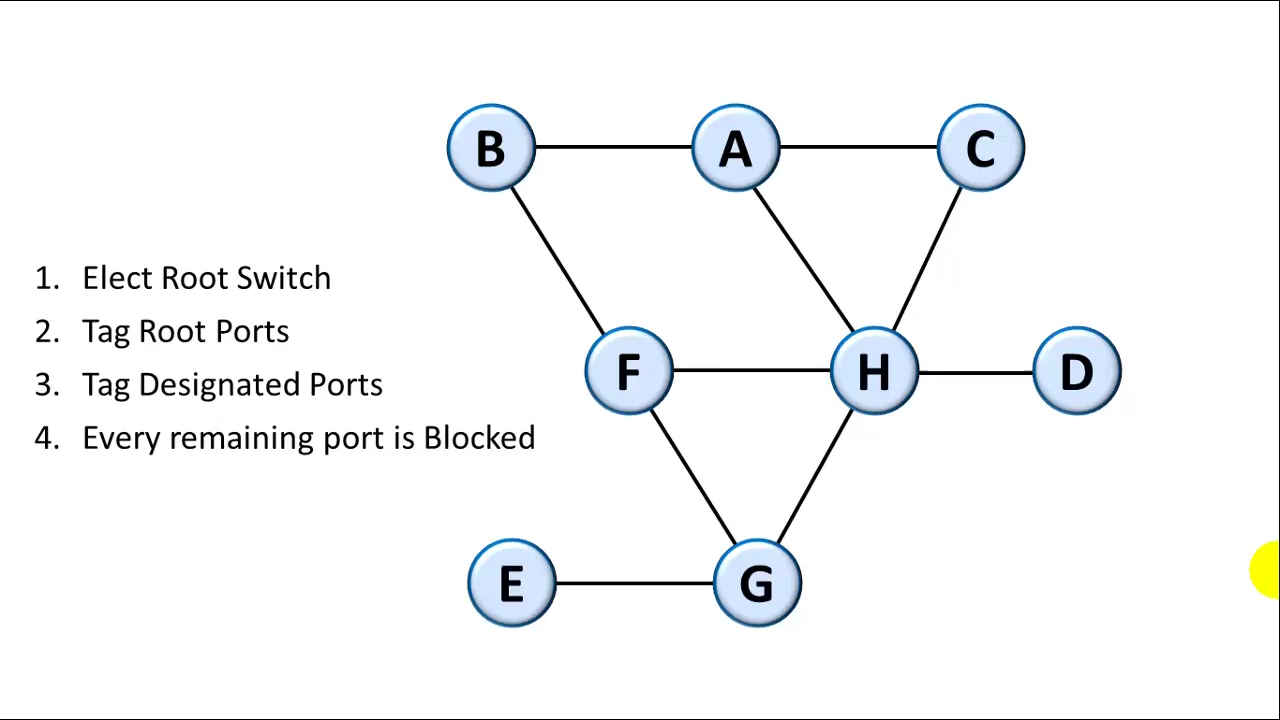 B A C
1. Elect Root Switch
2. Tag Root Ports
F H D
3. Tag Designated Ports
4. Every remaining port is Blocked
E G